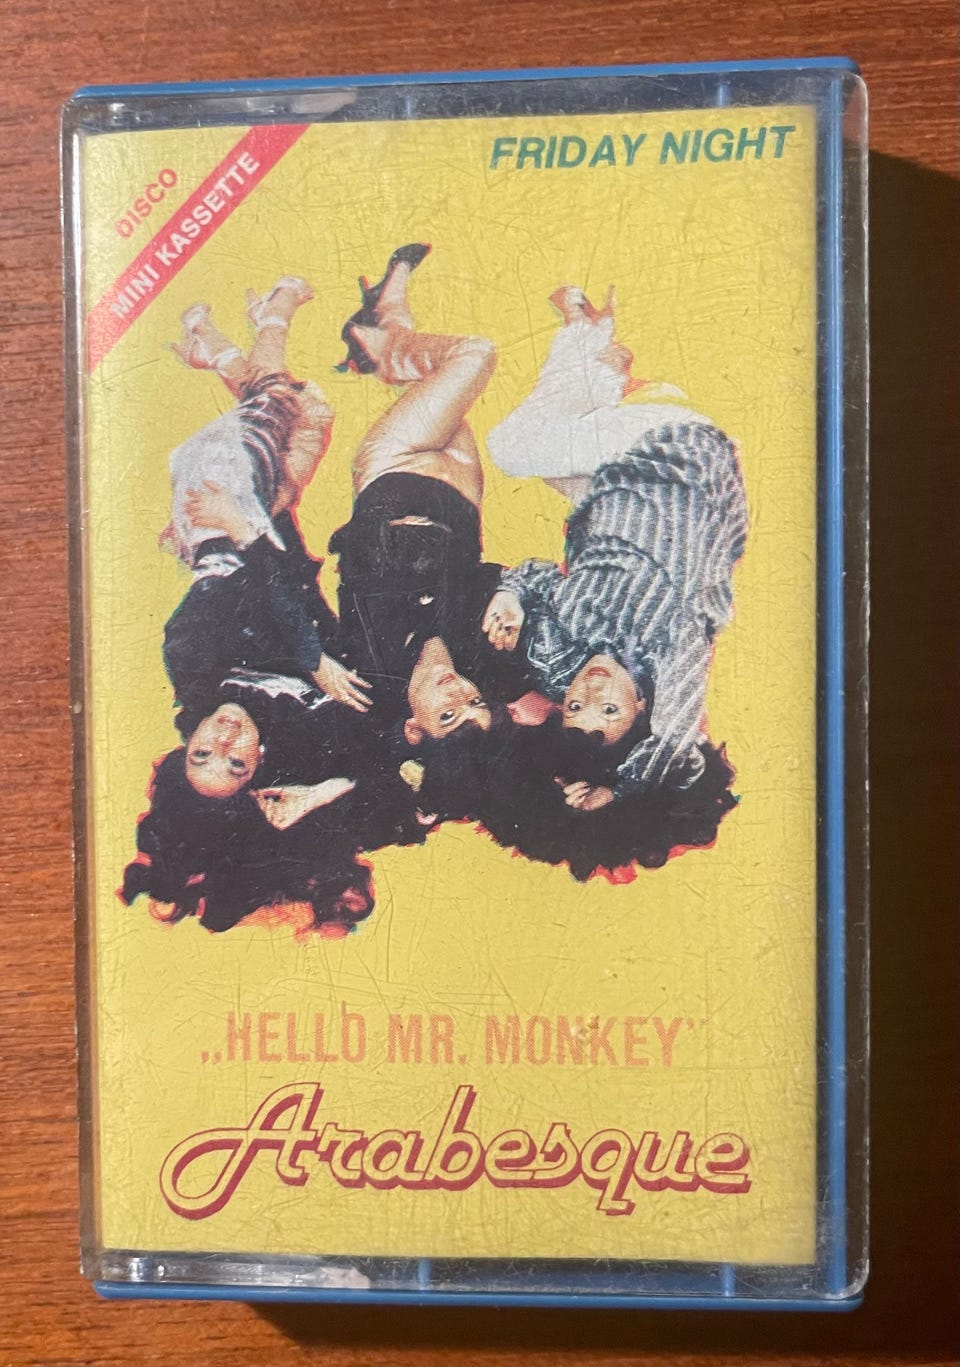 DISCO
MINI KASSETTE
FRIDAY NIGHT
„HELLO MR. MONKEY”
Arabesque